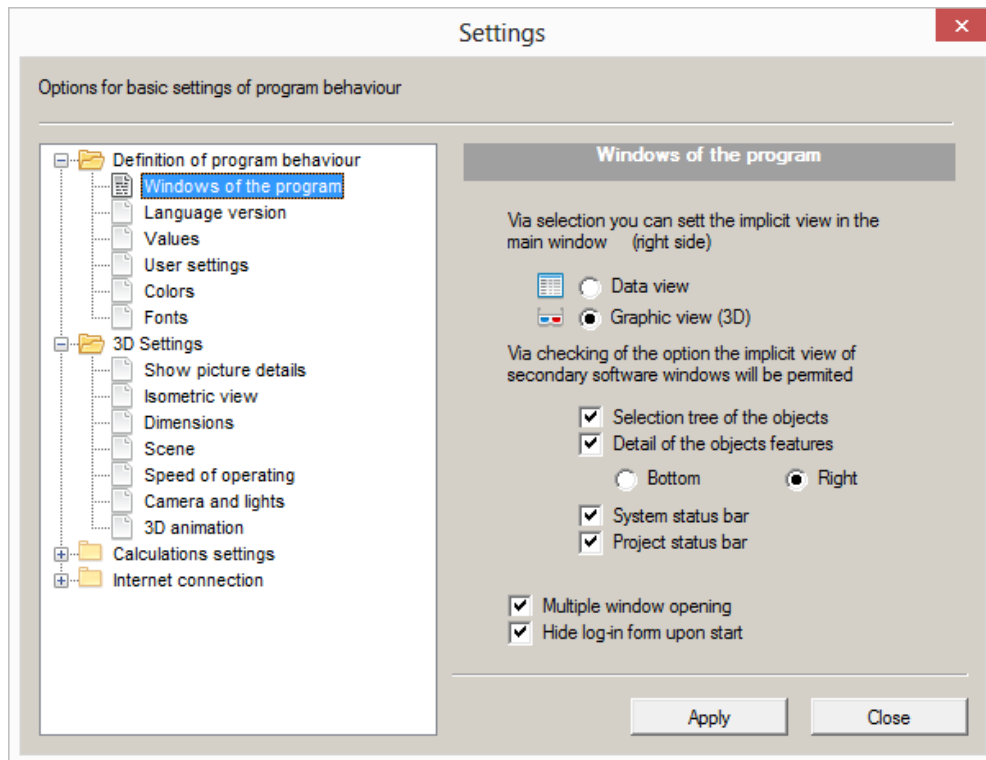 Settings
Options for basic settings of program behaviour
Definition of program behaviour
Windows of the program
Language version
Values
User settings
Colors
Fonts
3D Settings
Show picture details
Isometric view
Dimensions
Scene
Speed of operating
Camera and lights
3D animation
Calculations settings
Internet connection
Windows of the program
Via selection you can sett the implicit view in the
main window (right side)
Data view
Graphic view (3D)
Via checking of the option the implicit view of
secondary software windows will be permited
Selection tree of the objects
Detail of the objects features
Bottom Right
System status bar
Project status bar
Multiple window opening
Hide log-in form upon start
Apply Close